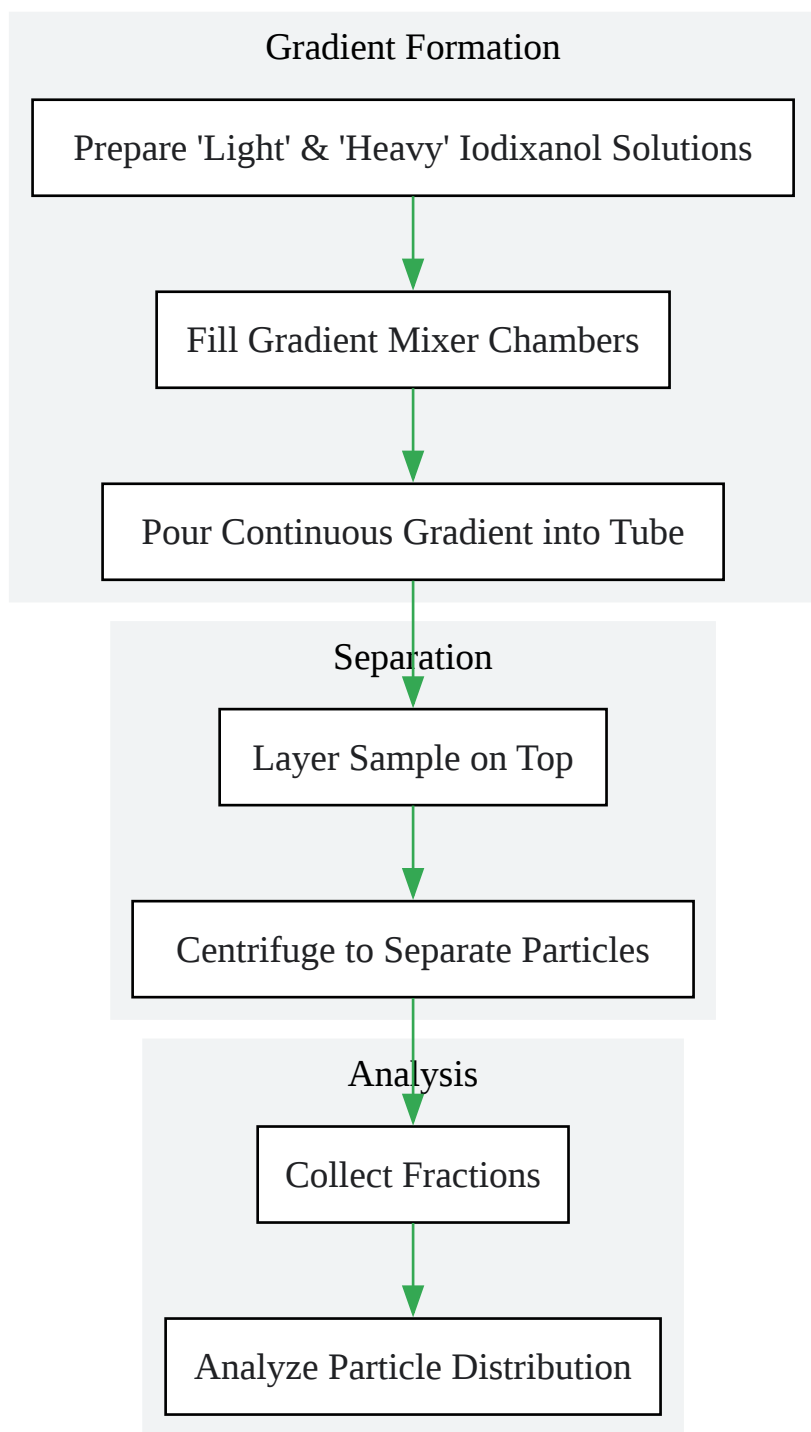 Gradient Formation
Prepare 'Light' & 'Heavy' Iodixanol Solutions
Fill Gradient Mixer Chambers
Pour Continuous Gradient into Tube
Separation
Layer Sample on Top
Centrifuge to Separate Particles
Analysis
Collect Fractions
Analyze Particle Distribution